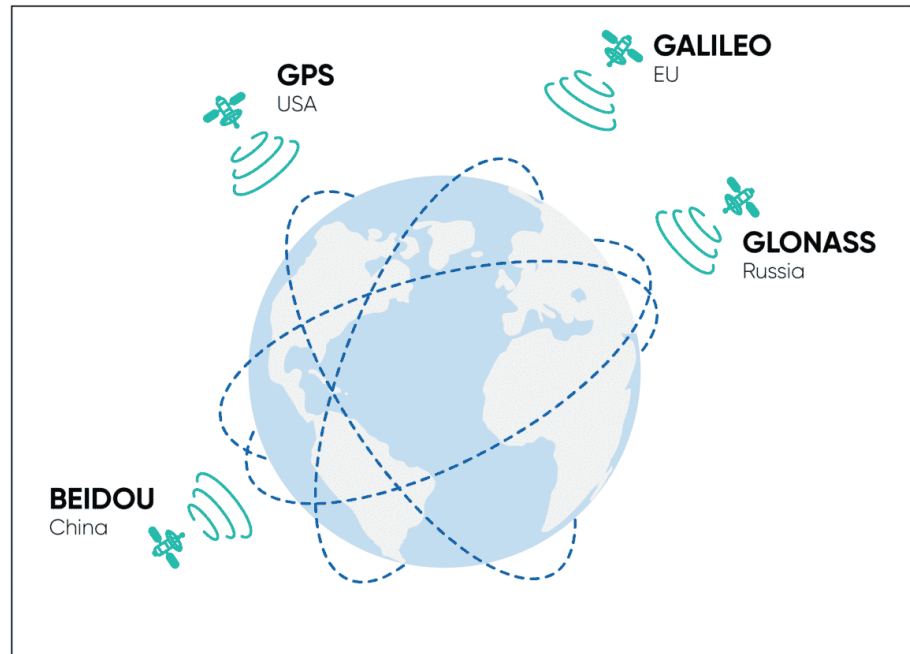 GPS
USA
GALILEO
EU
GLONASS
Russia
BEIDOU
China